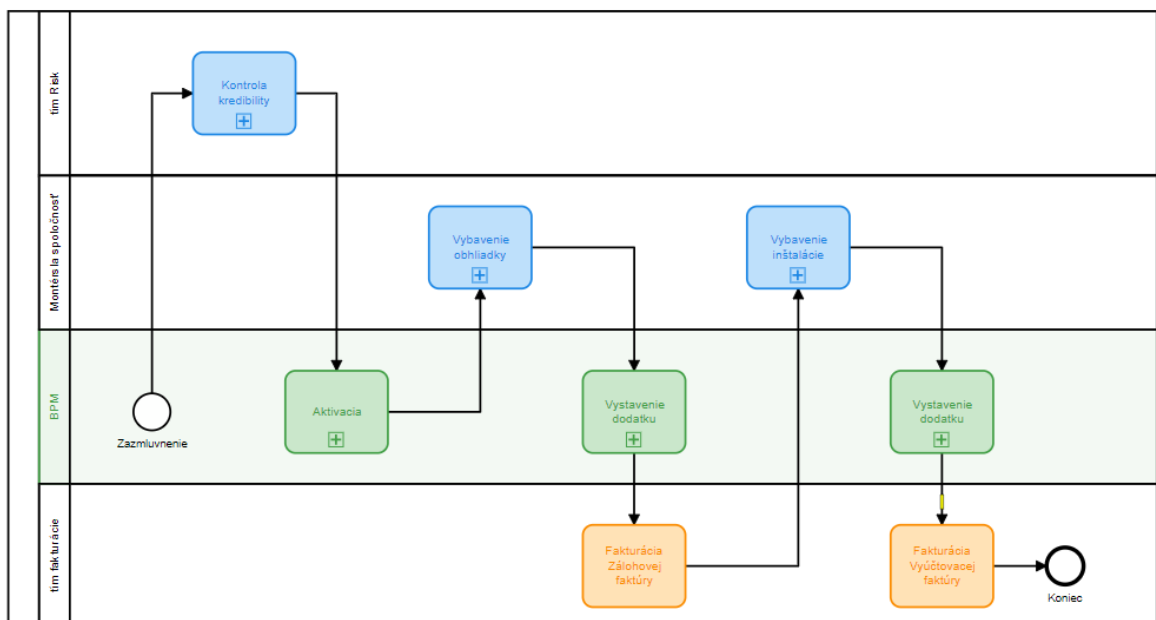 tím Risk
Kontrola
kredibility
Montérsla spoločnosť
Vybavenie
obhliadky
Vybavenie
inštalácie
BPM
Zazmluvnenie
Aktivacia
Vystavenie
dodatku
Vystavenie
dodatku
tím fakturácie
Fakturácia
Zálohovej
faktúry
Fakturácia
Vyúčtovacej
faktúry
Koniec